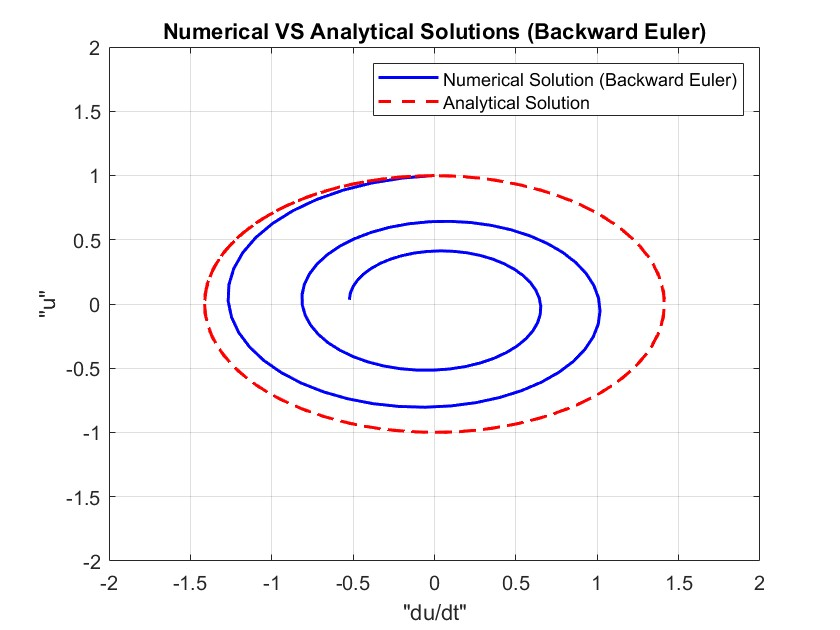 Numerical VS Analytical Solutions (Backward Euler)
Numerical Solution (Backward Euler)
Analytical Solution
2
1.5
1
0.5
0
-0.5
-1
-1.5
-2
"u"
-2 -1.5 -1 -0.5 0 0.5 1 1.5 2
"du/dt"